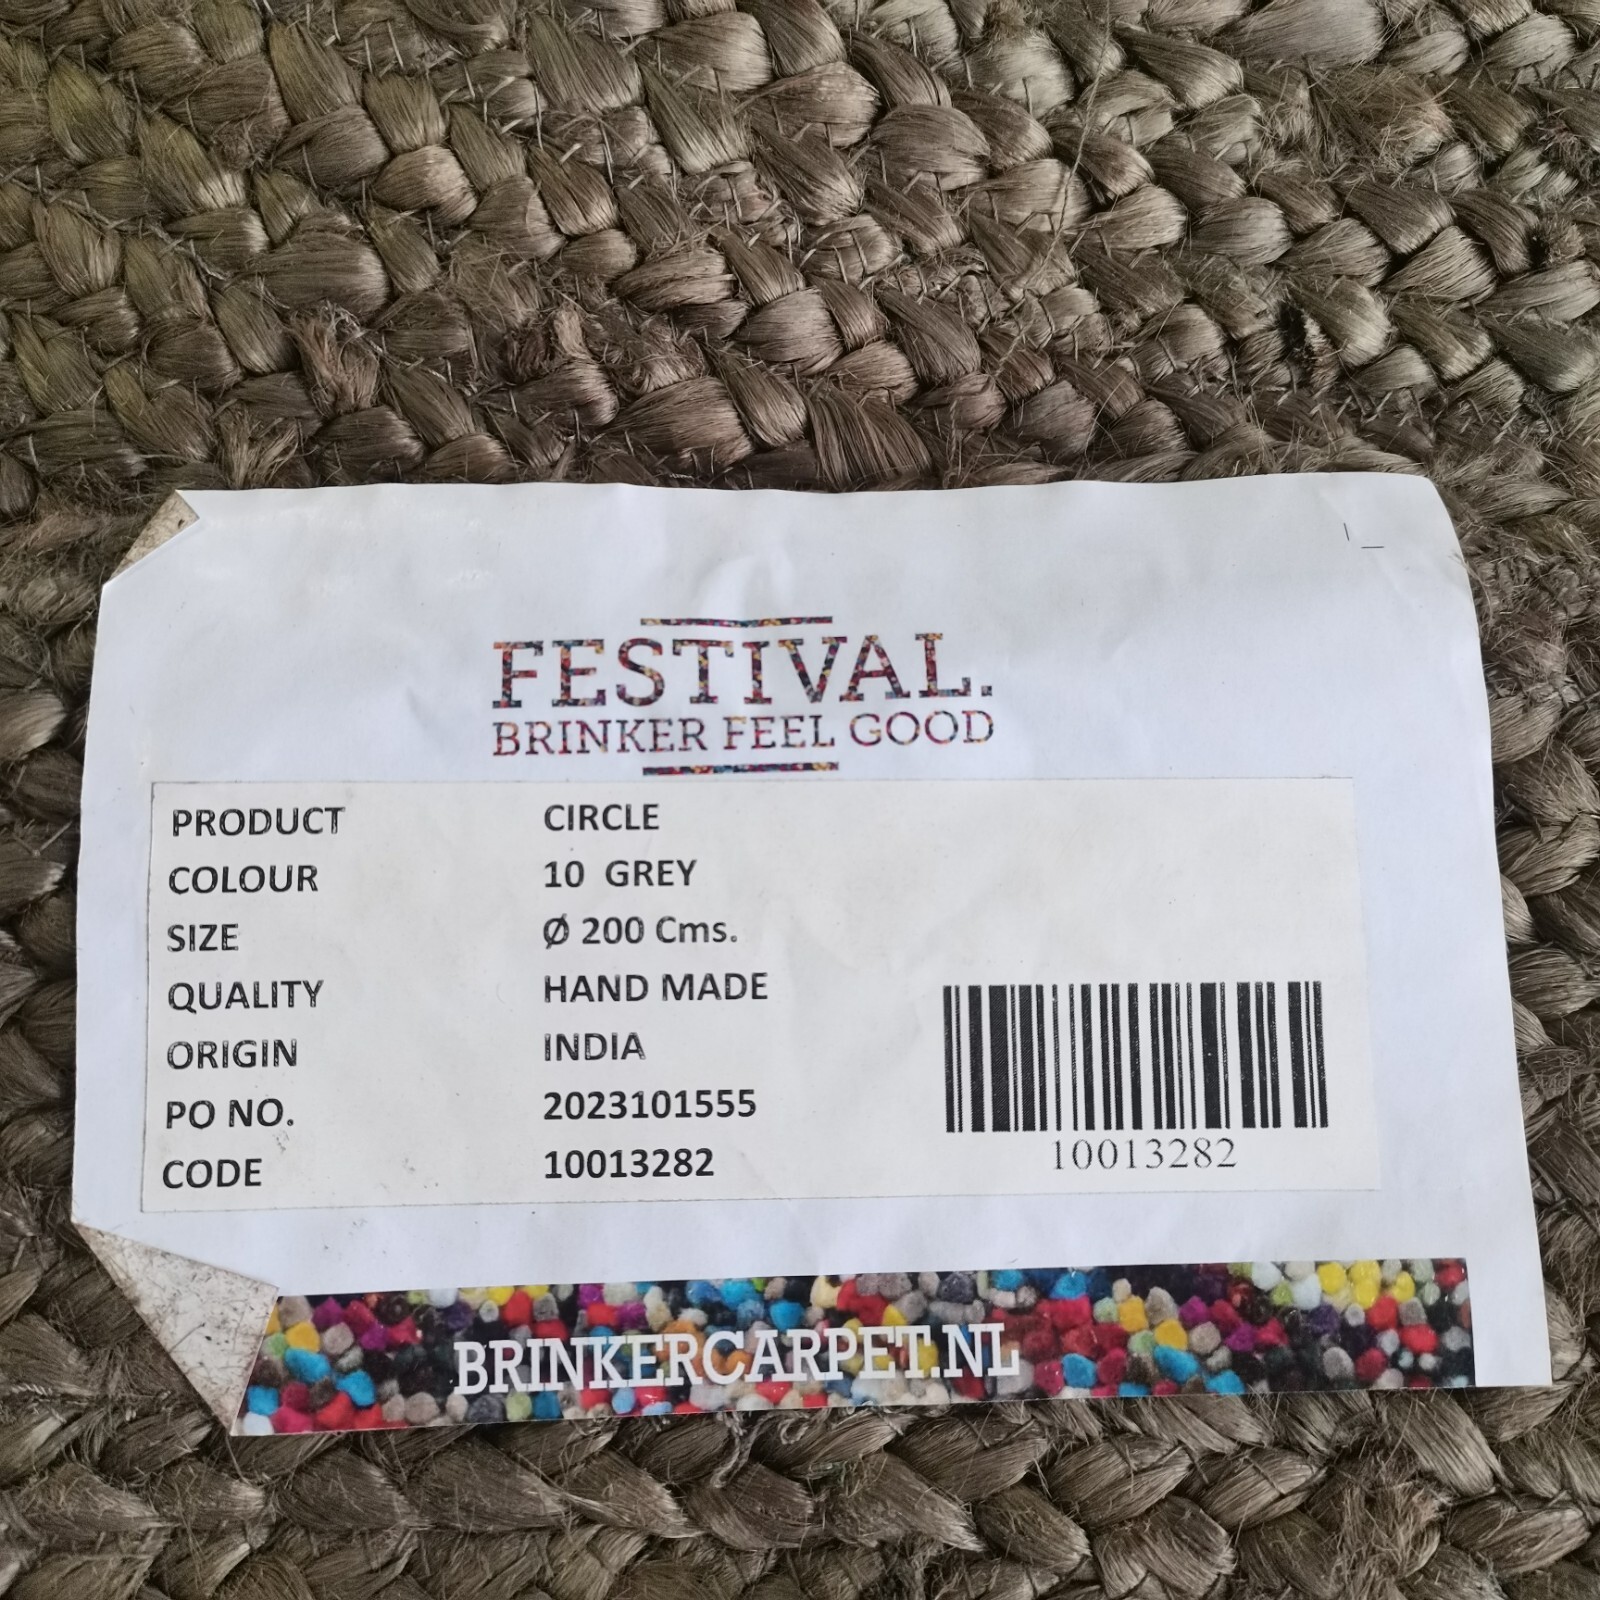 FESTIVAL.
BRINKER FEEL GOOD
PRODUCT CIRCLE
COLOUR 10 GREY
SIZE Ø 200 Cms.
QUALITY HAND MADE
ORIGIN INDIA
PO NO. 2023101555
CODE 10013282
10013282
BRINKERCARPET.NL